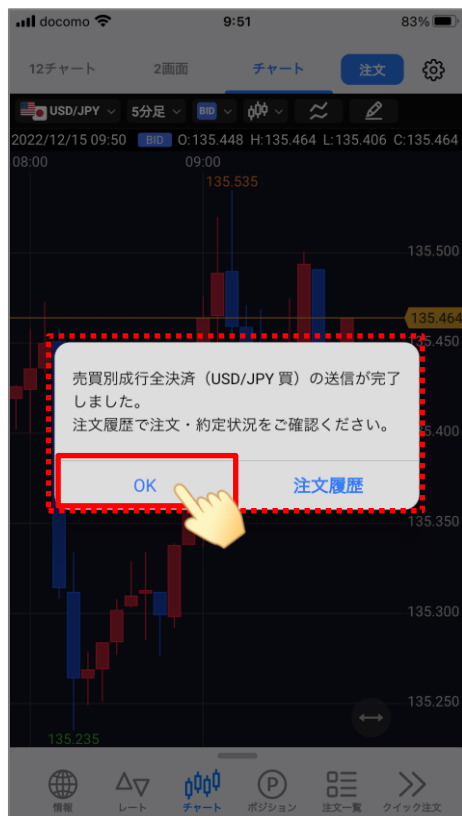 docomo 9:51 83%
12チャート 2画面 チャート 注文
USD/JPY 5分足 BID
2022/12/15 09:50 BID O:135.448 H:135.464 L:135.406 C:135.464
08:00 09:00
135.535
135.500
135.464
135.450
売買別成行全決済（USD/JPY 買）の送信が完了
しました。
注文履歴で注文・約定状況をご確認ください。
135.400
OK 注文履歴
135.350
135.300
135.250
135.235
情報 レート チャート ポジション 注文一覧 クイック注文